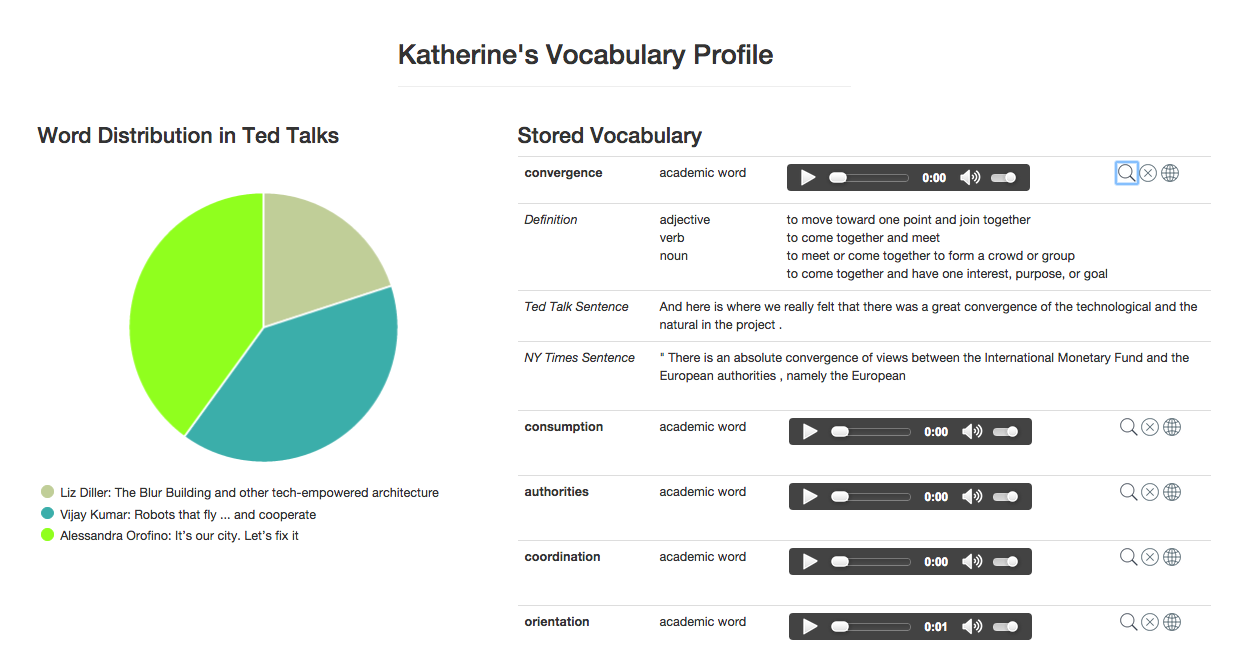 Katherine's Vocabulary Profile
Word Distribution in Ted Talks
Liz Diller: The Blur Building and other tech-empowered architecture
Vijay Kumar: Robots that fly ... and cooperate
Alessandra Orofino: It’s our city. Let’s fix it
Stored Vocabulary
convergence academic word 0:00
Definition adjective to move toward one point and join together
verb to come together and meet
noun to meet or come together to form a crowd or group
to come together and have one interest, purpose, or goal
Ted Talk Sentence And here is where we really felt that there was a great convergence of the technological and the
natural in the project .
NY Times Sentence " There is an absolute convergence of views between the International Monetary Fund and the
European authorities , namely the European
consumption academic word 0:00
authorities academic word 0:00
coordination academic word 0:00
orientation academic word 0:01